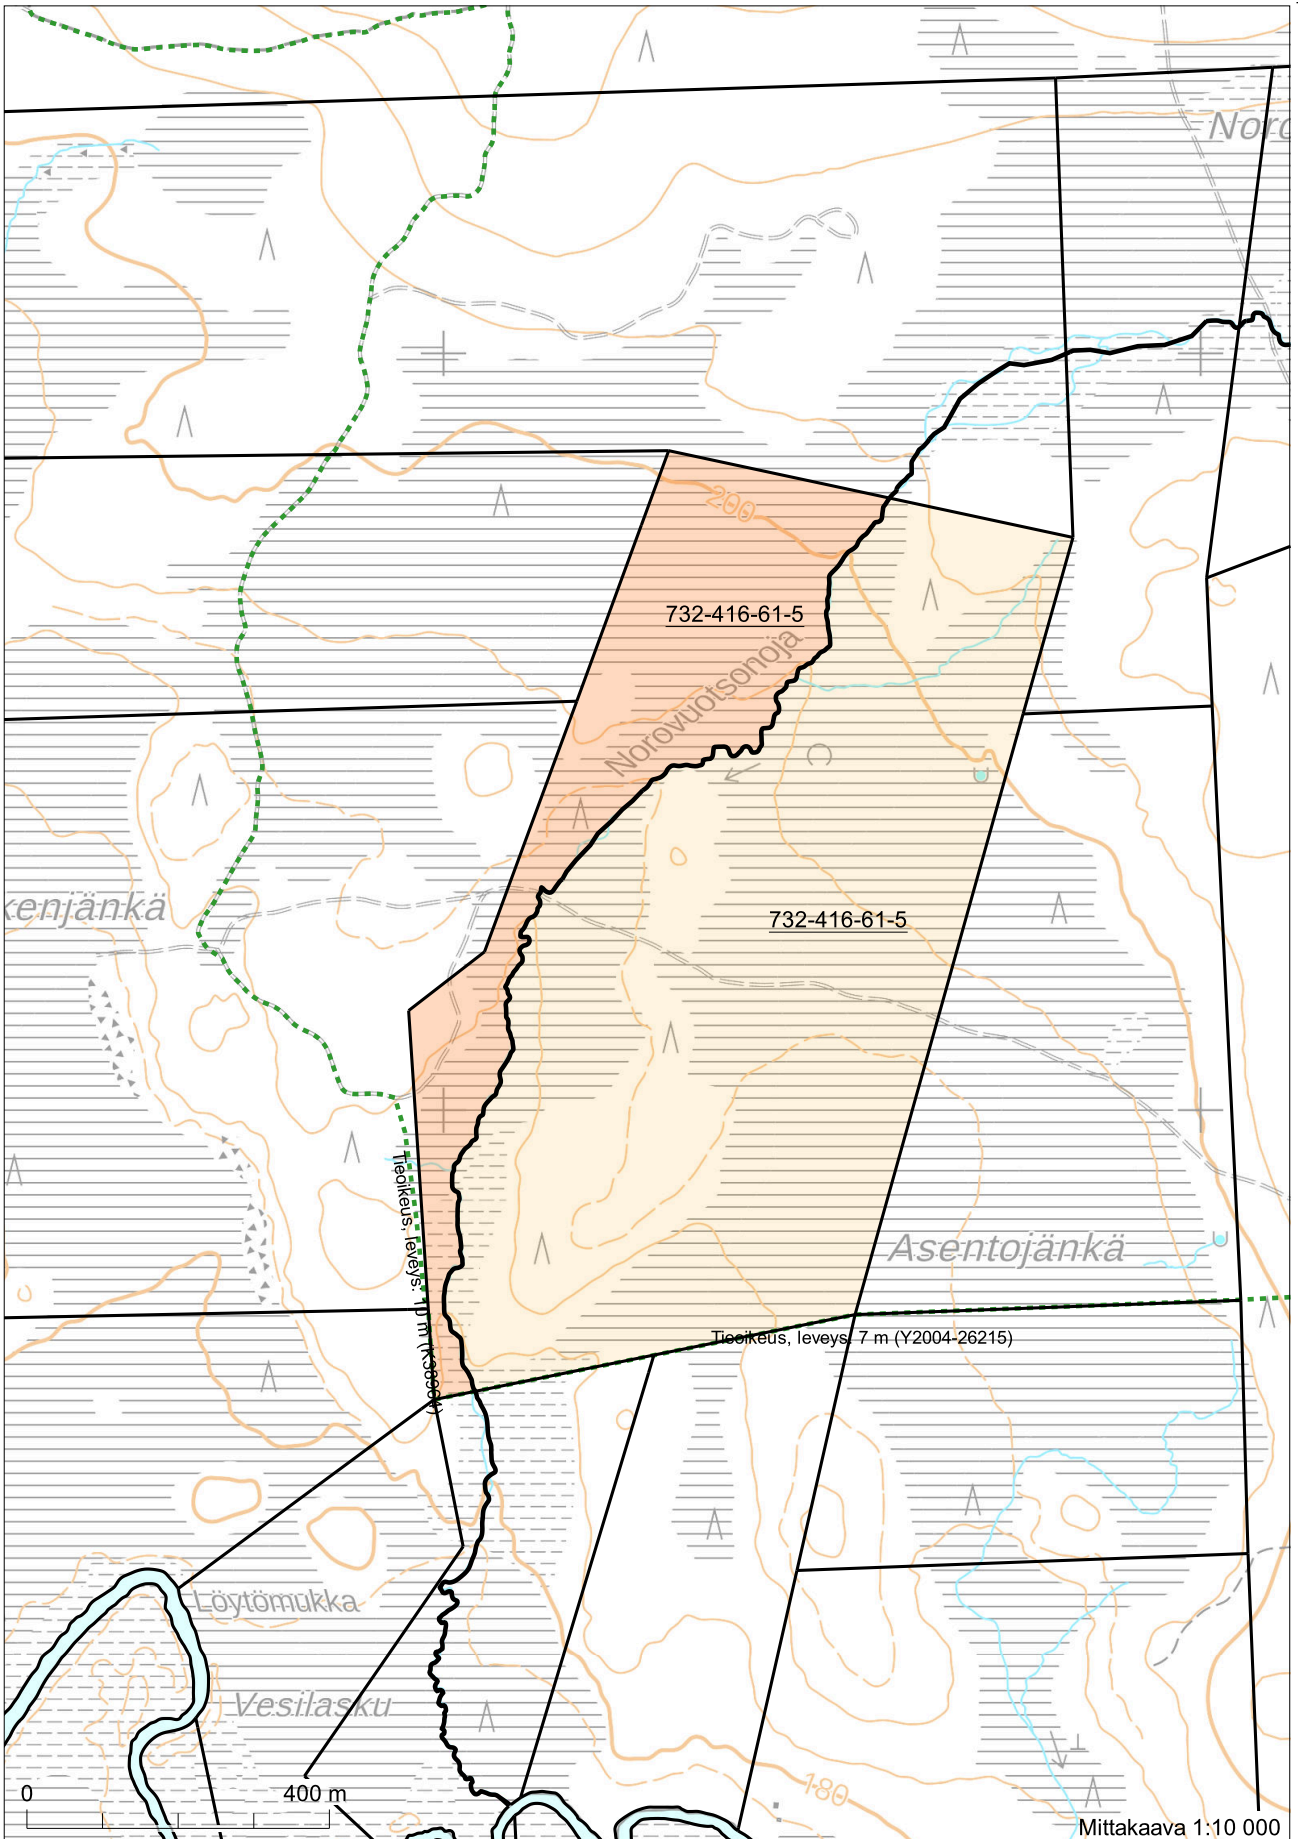 Noro
200
732-416-61-5
Norovuotsonoja
kenjänkä
732-416-61-5
Tieoikeus, leveys: 10 m (K38964)
Asentojänkä
Tieoikeus, leveys: 7 m (Y2004-26215)
Löytömukka
Vesilasku
0
400 m
180
Mittakaava 1:10 000